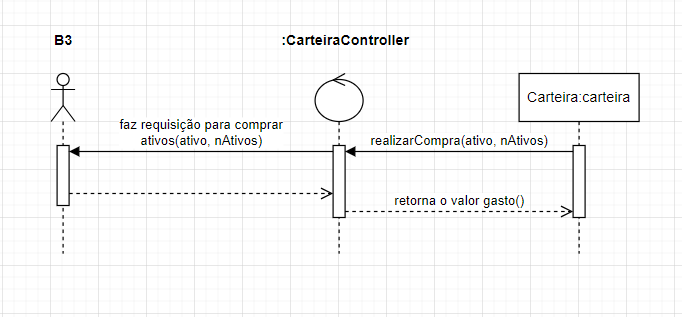 B3
:CarteiraController
Carteira:carteira
faz requisição para comprar
ativos(ativo, nAtivos)
realizarCompra(ativo, nAtivos)
retorna o valor gasto()